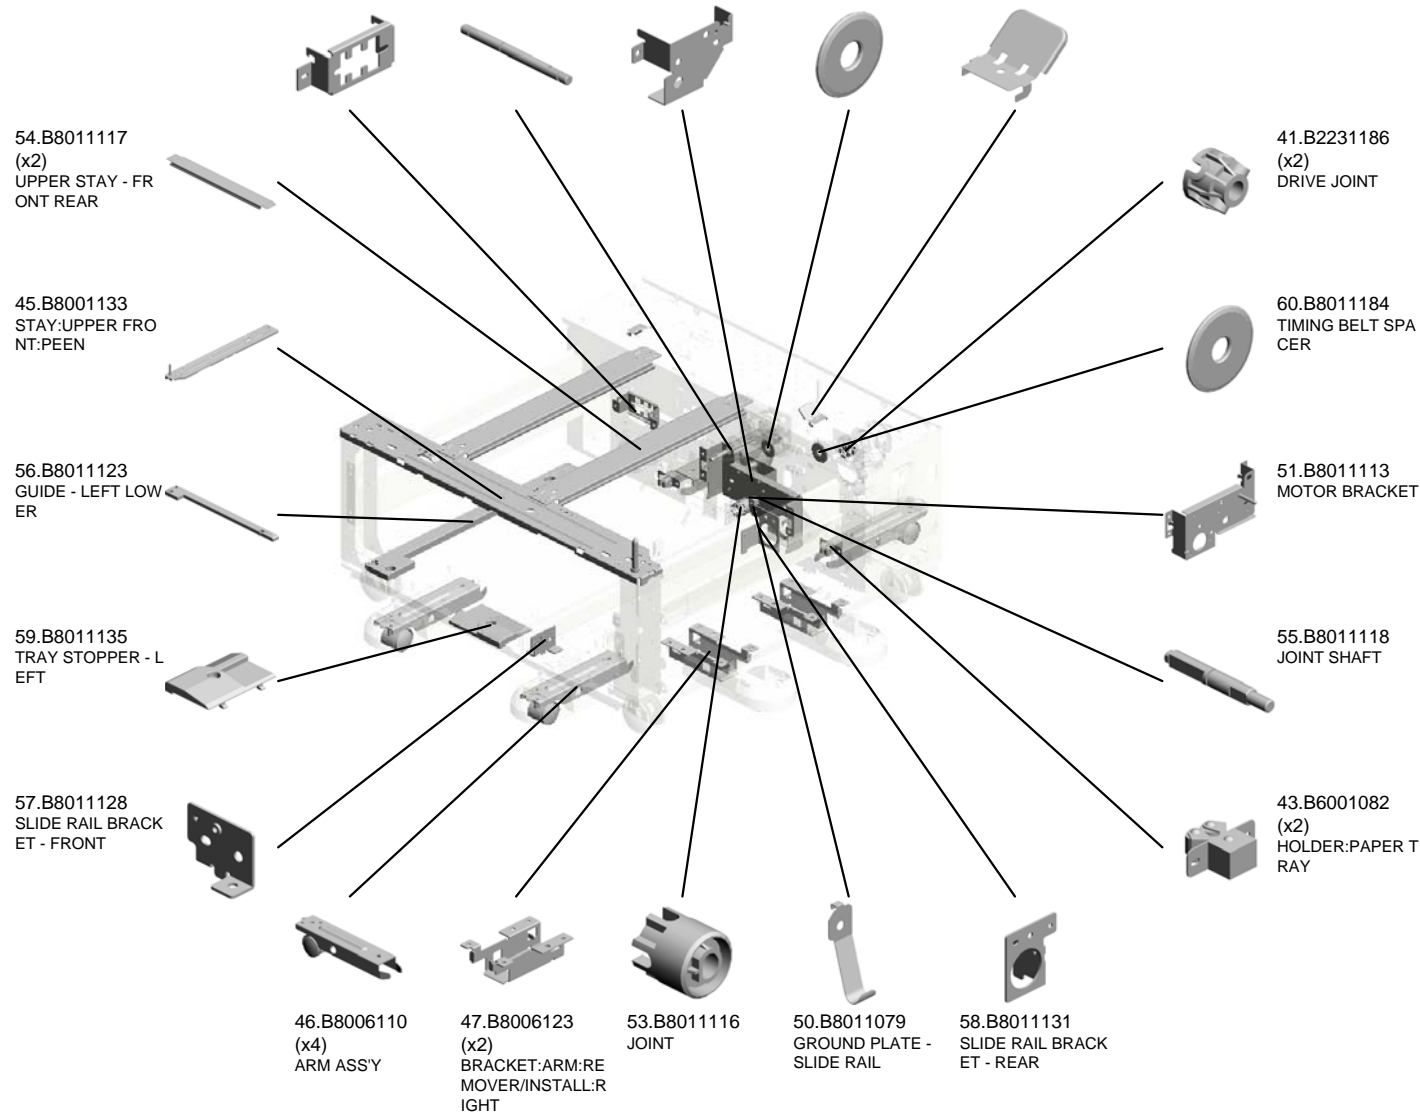 54.B8011117
(x2)
UPPER STAY - FR
ONT REAR
41.B2231186
(x2)
DRIVE JOINT
45.B8001133
STAY:UPPER FRO
NT:PEEN
60.B8011184
TIMING BELT SPA
CER
56.B8011123
GUIDE - LEFT LOW
ER
51.B8011113
MOTOR BRACKET
59.B8011135
TRAY STOPPER - L
EFT
55.B8011118
JOINT SHAFT
57.B8011128
SLIDE RAIL BRACK
ET - FRONT
43.B6001082
(x2)
HOLDER:PAPER T
RAY
46.B8006110
(x4)
ARM ASS'Y
47.B8006123
(x2)
BRACKET:ARM:RE
MOVER/INSTALL:R
IGHT
53.B8011116
JOINT
50.B8011079
GROUND PLATE -
SLIDE RAIL
58.B8011131
SLIDE RAIL BRACK
ET - REAR